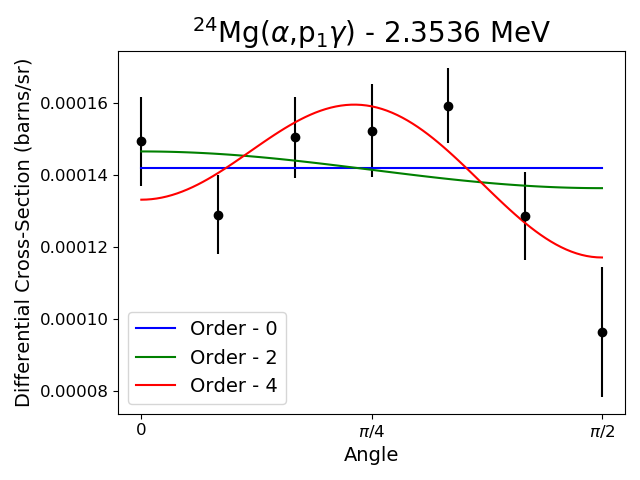 ²⁴Mg(α,p₁γ) - 2.3536 MeV
Differential Cross-Section (barns/sr)
0.00016
0.00014
0.00012
0.00010
0.00008
Order - 0
Order - 2
Order - 4
0
π/4
π/2
Angle